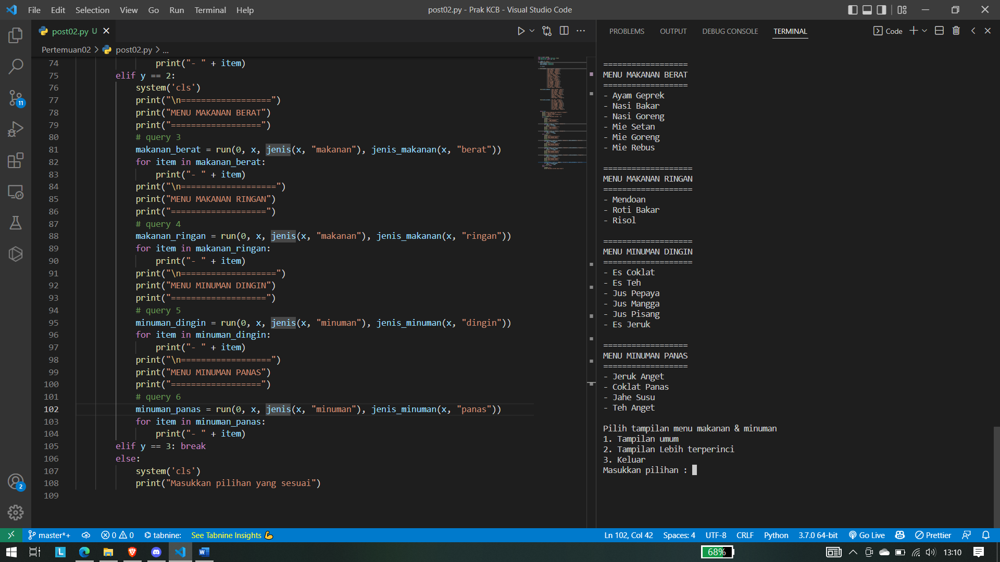 File Edit Selection View Go Run Terminal Help
post02.py - Prak KCB - Visual Studio Code
post02.py U
Pertemuan02 > post02.py > ...
74 print("- " + item)
75 elif y == 2:
76 system('cls')
77 print("\n==================")
78 print("MENU MAKANAN BERAT")
79 print("==================")
80 # query 3
81 makanan_berat = run(0, x, jenis(x, "makanan"), jenis_makanan(x, "berat"))
82 for item in makanan_berat:
83 print("- " + item)
84 print("\n===================")
85 print("MENU MAKANAN RINGAN")
86 print("===================")
87 # query 4
88 makanan_ringan = run(0, x, jenis(x, "makanan"), jenis_makanan(x, "ringan"))
89 for item in makanan_ringan:
90 print("- " + item)
91 print("\n===================")
92 print("MENU MINUMAN DINGIN")
93 print("===================")
94 # query 5
95 minuman_dingin = run(0, x, jenis(x, "minuman"), jenis_minuman(x, "dingin"))
96 for item in minuman_dingin:
97 print("- " + item)
98 print("\n==================")
99 print("MENU MINUMAN PANAS")
100 print("==================")
101 # query 6
102 minuman_panas = run(0, x, jenis(x, "minuman"), jenis_minuman(x, "panas"))
103 for item in minuman_panas:
104 print("- " + item)
105 elif y == 3: break
106 else:
107 system('cls')
108 print("Masukkan pilihan yang sesuai")
109
PROBLEMS OUTPUT DEBUG CONSOLE TERMINAL Code
==================
MENU MAKANAN BERAT
==================
- Ayam Geprek
- Nasi Bakar
- Nasi Goreng
- Mie Setan
- Mie Goreng
- Mie Rebus
===================
MENU MAKANAN RINGAN
===================
- Mendoan
- Roti Bakar
- Risol
===================
MENU MINUMAN DINGIN
===================
- Es Coklat
- Es Teh
- Jus Pepaya
- Jus Mangga
- Jus Pisang
- Es Jeruk
==================
MENU MINUMAN PANAS
==================
- Jeruk Anget
- Coklat Panas
- Jahe Susu
- Teh Anget
Pilih tampilan menu makanan & minuman
1. Tampilan umum
2. Tampilan Lebih terperinci
3. Keluar
Masukkan pilihan :
11
2
master*+ 0 0 tabnine: See Tabnine Insights Ln 102, Col 42 Spaces: 4 UTF-8 CRLF Python 3.7.0 64-bit Go Live Prettier
L W 68% 13:10